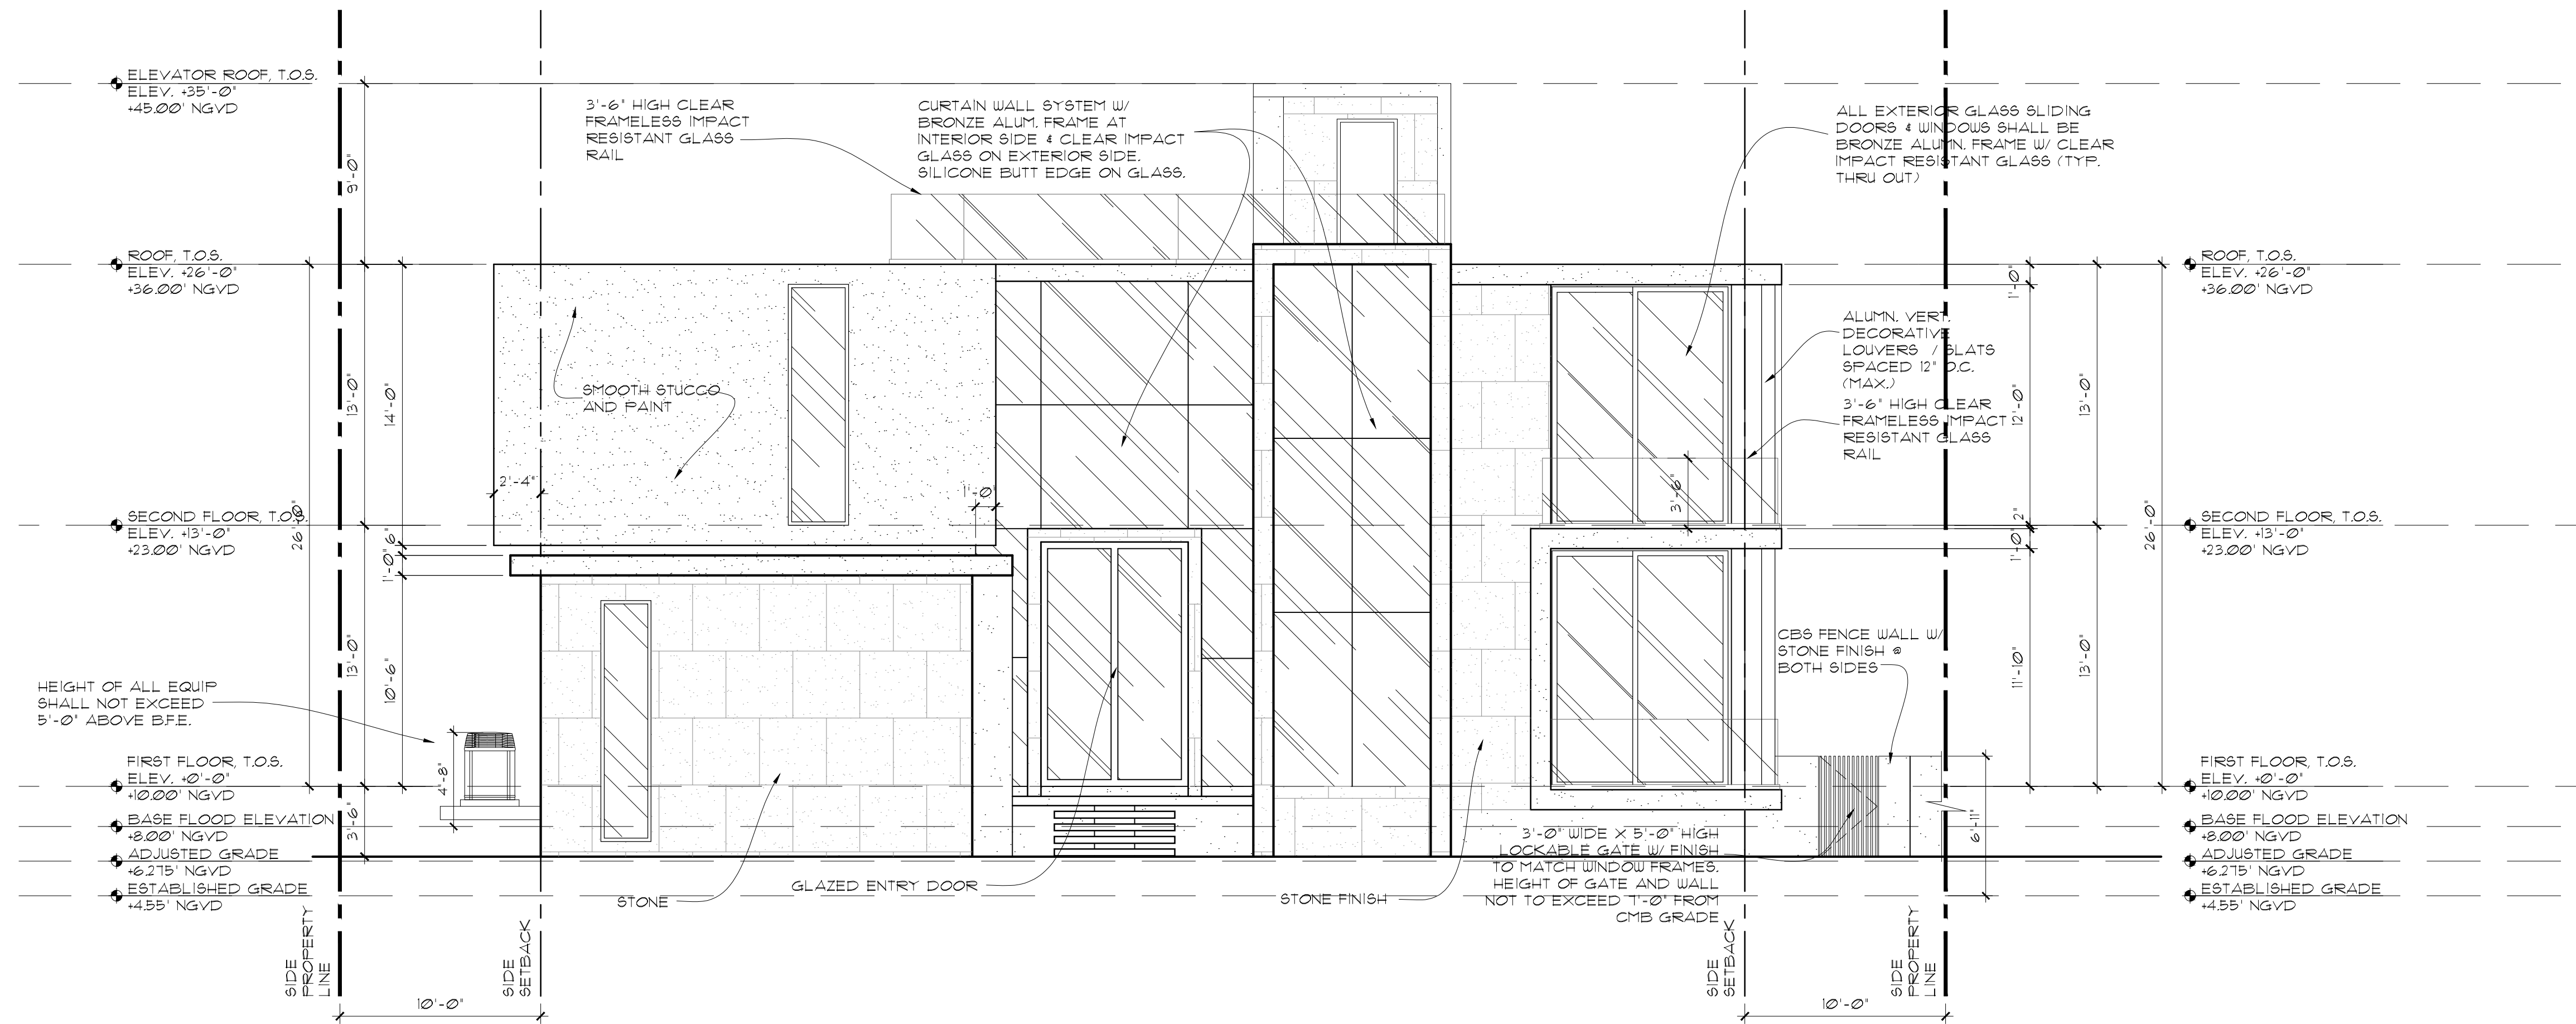 ELEVATOR ROOF, T.O.S.
ELEV. +35'-0"
+45.00' NGVD
9'-0"
3'-6" HIGH CLEAR
FRAMELESS IMPACT
RESISTANT GLASS
RAIL
CURTAIN WALL SYSTEM W/
BRONZE ALUM. FRAME AT
INTERIOR SIDE & CLEAR IMPACT
GLASS ON EXTERIOR SIDE.
SILICONE BUTT EDGE ON GLASS.
ALL EXTERIOR GLASS SLIDING
DOORS & WINDOWS SHALL BE
BRONZE ALUMN. FRAME W/ CLEAR
IMPACT RESISTANT GLASS (TYP.
THRU OUT)
ROOF, T.O.S.
ELEV. +26'-0"
+36.00' NGVD
ROOF, T.O.S.
ELEV. +26'-0"
+36.00' NGVD
1'-0"
ALUMN. VERT.
DECORATIVE
LOUVERS / SLATS
SPACED 12" O.C.
(MAX.)
3'-6" HIGH CLEAR
FRAMELESS IMPACT
RESISTANT GLASS
RAIL
13'-0"
14'-0"
SMOOTH STUCCO
AND PAINT
12'-0"
13'-0"
2'-4"
1'-0"
3'-6"
2"
SECOND FLOOR, T.O.S.
ELEV. +13'-0"
+23.00' NGVD
26'-0"
6"
1'-0"
1'-0"
26'-0"
SECOND FLOOR, T.O.S.
ELEV. +13'-0"
+23.00' NGVD
13'-0"
10'-6"
11'-10"
13'-0"
CBS FENCE WALL W/
STONE FINISH @
BOTH SIDES
HEIGHT OF ALL EQUIP
SHALL NOT EXCEED
5'-0" ABOVE B.F.E.
4'-8"
FIRST FLOOR, T.O.S.
ELEV. +0'-0"
+10.00' NGVD
FIRST FLOOR, T.O.S.
ELEV. +0'-0"
+10.00' NGVD
3'-6"
6'-11"
BASE FLOOD ELEVATION
+8.00' NGVD
ADJUSTED GRADE
+6.275' NGVD
ESTABLISHED GRADE
+4.55' NGVD
BASE FLOOD ELEVATION
+8.00' NGVD
ADJUSTED GRADE
+6.275' NGVD
ESTABLISHED GRADE
+4.55' NGVD
3'-0" WIDE X 5'-0" HIGH
LOCKABLE GATE W/ FINISH
TO MATCH WINDOW FRAMES.
HEIGHT OF GATE AND WALL
NOT TO EXCEED 7'-0" FROM
CMB GRADE
STONE
GLAZED ENTRY DOOR
STONE FINISH
SIDE
PROPERTY
LINE
SIDE
SETBACK
SIDE
SETBACK
SIDE
PROPERTY
LINE
10'-0"
10'-0"